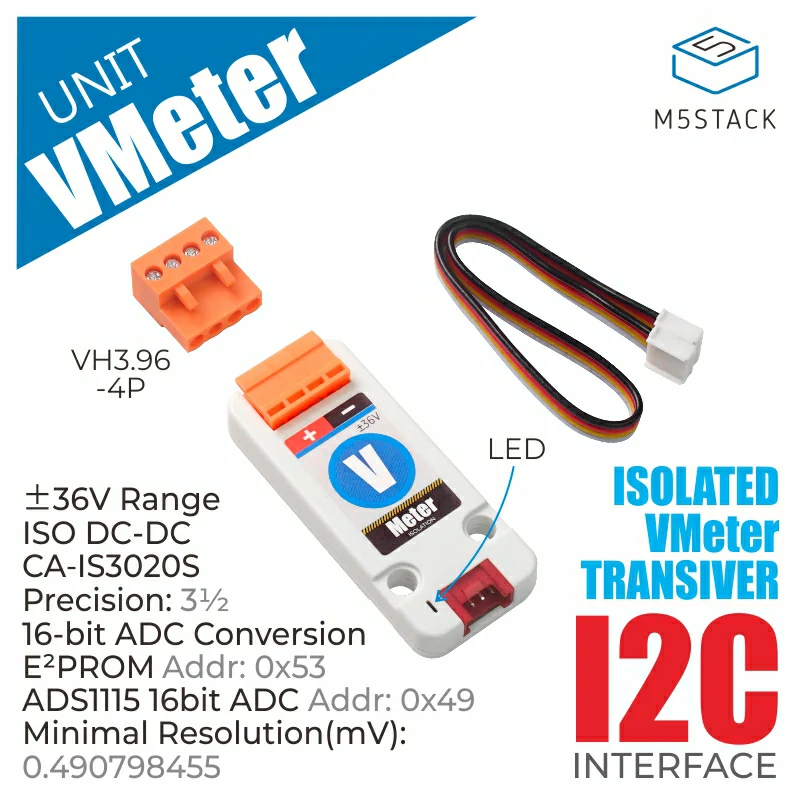 UNIT
VMeter
5
M5STACK
VH3.96
-4P
+ -
±36V
V
Meter
ISOLATION
LED
±36V Range
ISO DC-DC
CA-IS3020S
Precision: 3½
16-bit ADC Conversion
E²PROM Addr: 0x53
ADS1115 16bit ADC Addr: 0x49
Minimal Resolution(mV):
0.490798455
ISOLATED
VMeter
TRANSIVER
I2C
INTERFACE